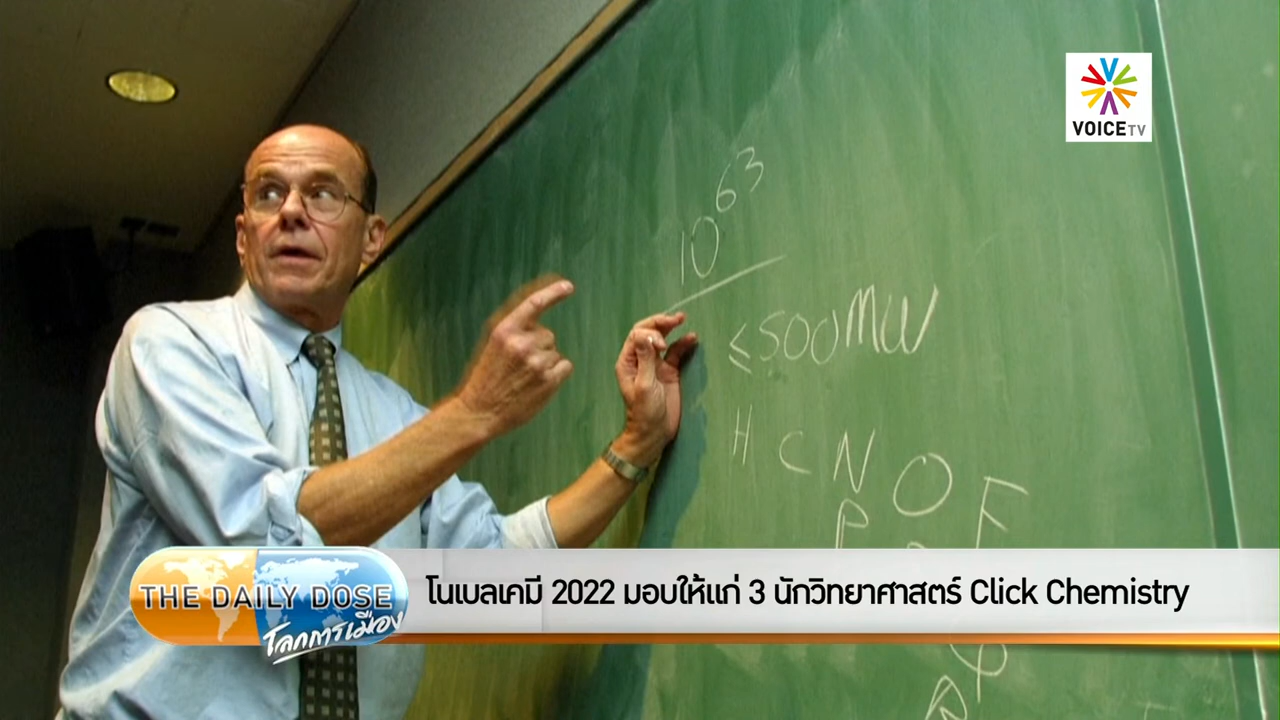 VOICE TV
10^63
≤500MW
H C N O F
P
THE DAILY DOSE
โลกการเมือง
โนเบลเคมี 2022 มอบให้แก่ 3 นักวิทยาศาสตร์ Click Chemistry